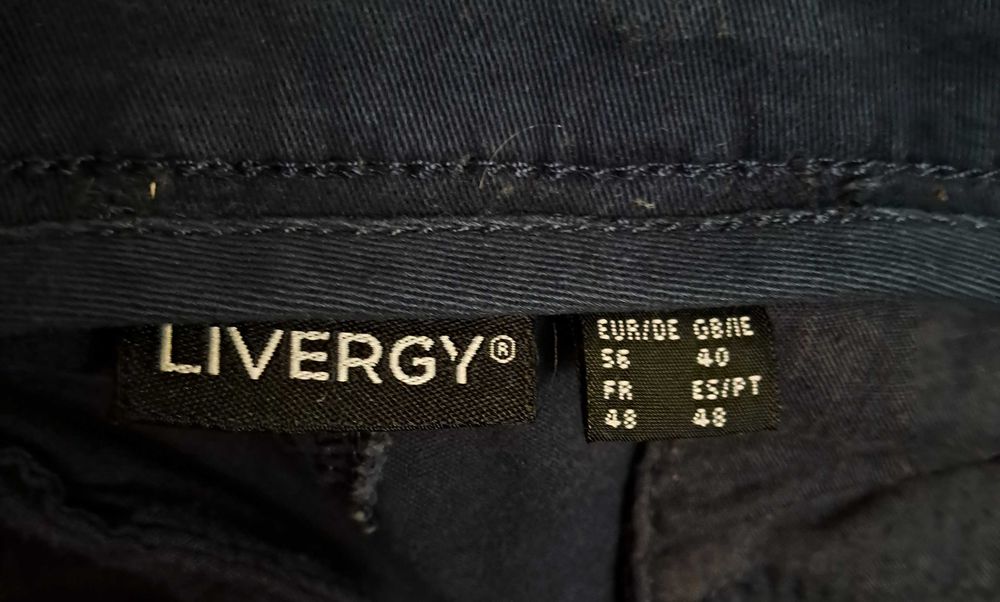 LIVERGY®
EUR/DE GB/IE
56 40
FR ES/PT
48 48